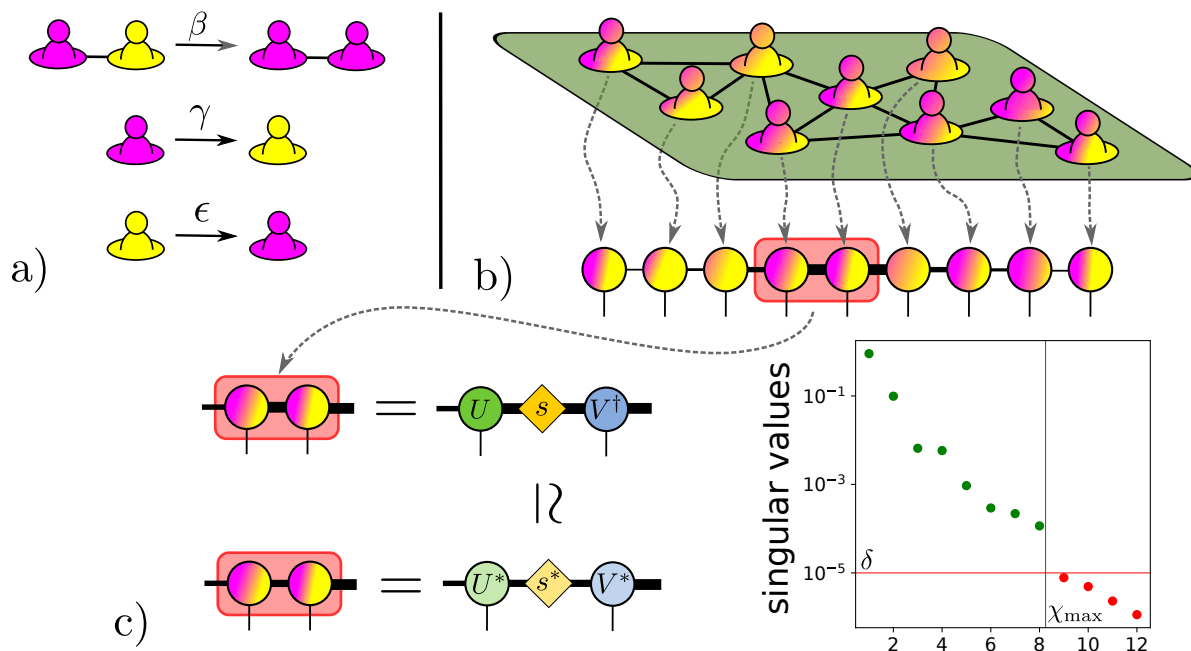 β
γ
ϵ
a)
b)
U
s
V†
=
≃
U*
s*
V*
=
c)
singular values
10⁻¹
10⁻³
10⁻⁵
δ
χmax
2 4 6 8 10 12